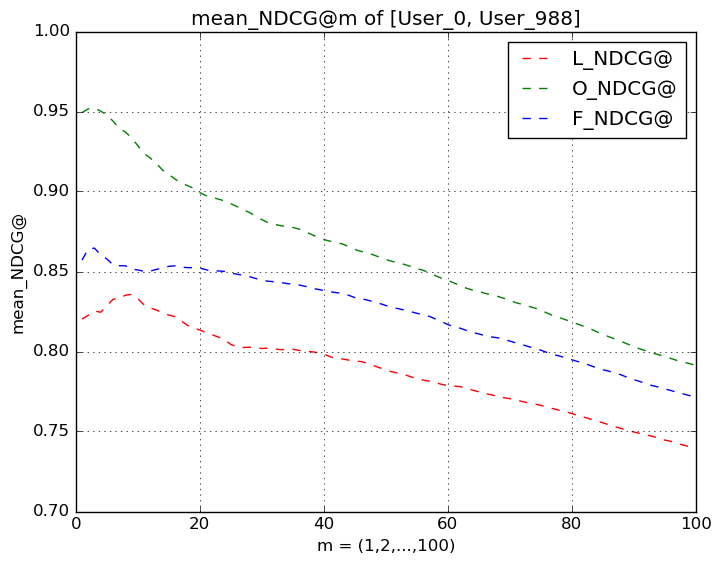 mean_NDCG@m of [User_0, User_988]
L_NDCG@
O_NDCG@
F_NDCG@
mean_NDCG@
1.00
0.95
0.90
0.85
0.80
0.75
0.70
0 20 40 60 80 100
m = (1,2,...,100)